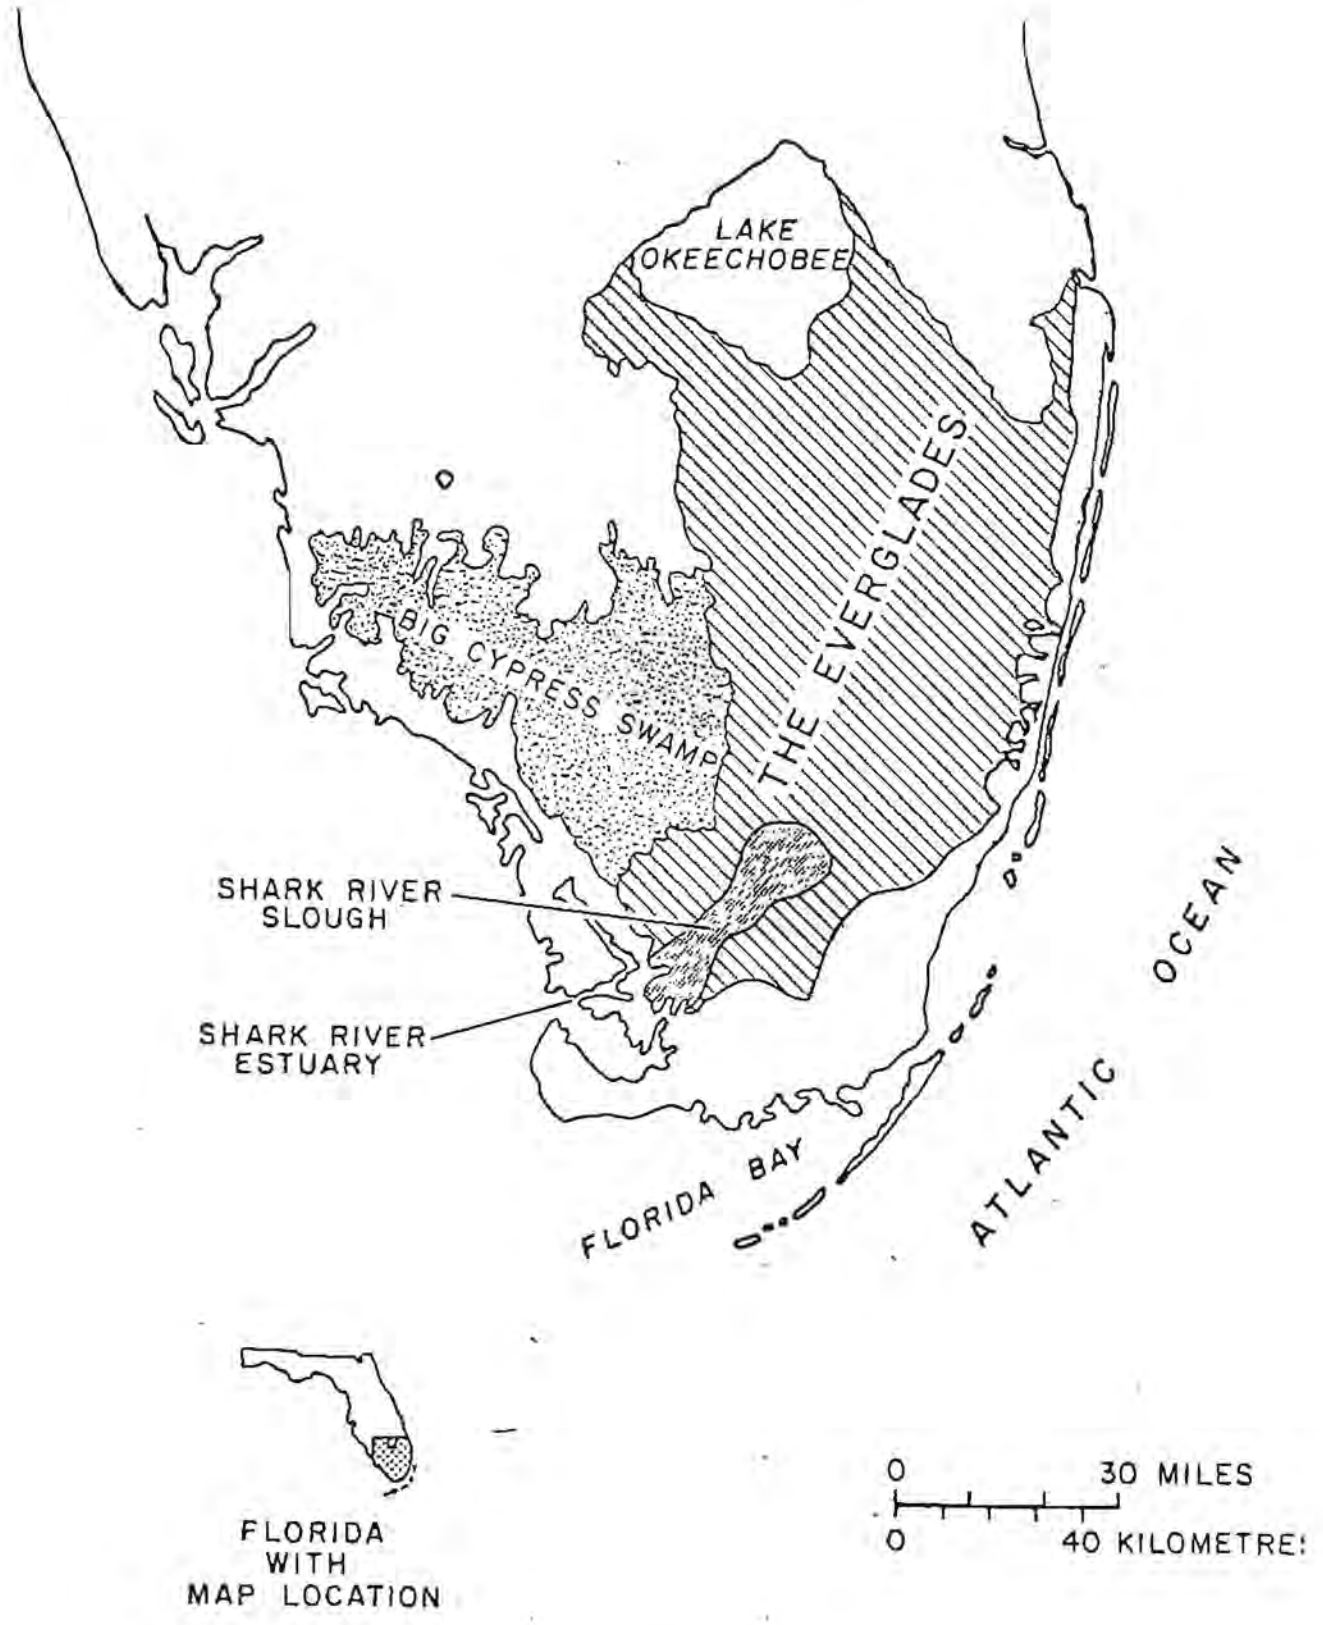 LAKE
OKEECHOBEE
THE EVERGLADES
BIG CYPRESS SWAMP
SHARK RIVER
SLOUGH
SHARK RIVER
ESTUARY
FLORIDA BAY
ATLANTIC OCEAN
FLORIDA
WITH
MAP LOCATION
0 30 MILES
0 40 KILOMETRE: